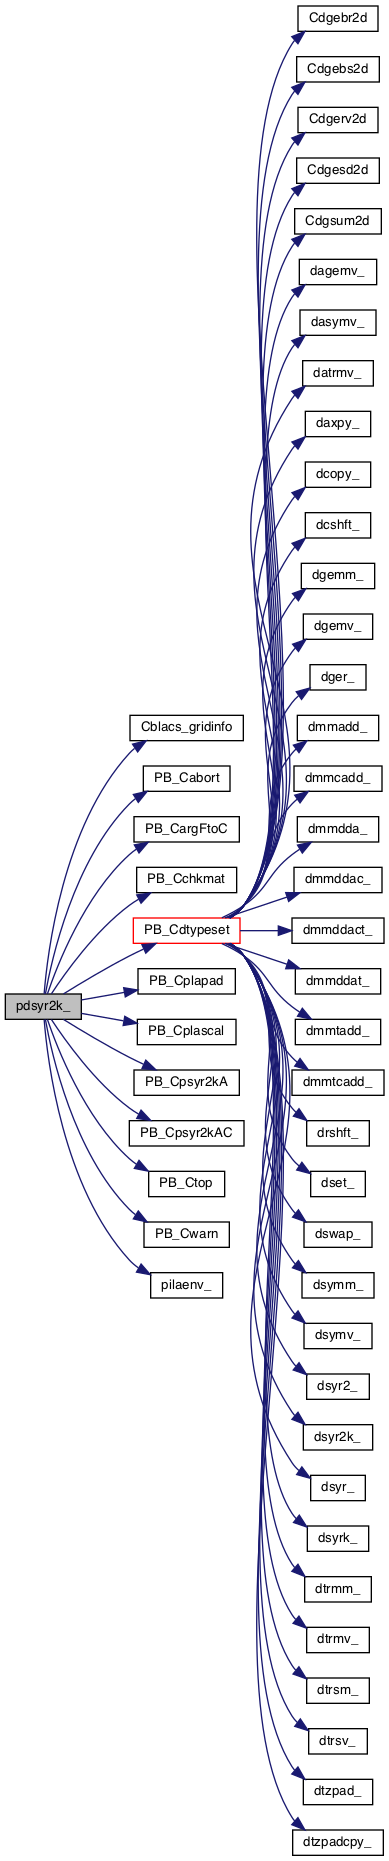 Cdgebr2d
Cdgebs2d
Cdgerv2d
Cdgesd2d
Cdgsum2d
dagemv_
dasymv_
datrmv_
daxpy_
dcopy_
dcshft_
dgemm_
dgemv_
dger_
Cblacs_gridinfo
dmmadd_
PB_Cabort
dmmcadd_
PB_CargFtoC
dmmdda_
PB_Cchkmat
dmmddac_
PB_Cdtypeset
dmmddact_
PB_Cplapad
dmmddat_
pdsyr2k_
PB_Cplascal
dmmtadd_
PB_Cpsyr2kA
dmmtcadd_
PB_Cpsyr2kAC
drshft_
PB_Ctop
dset_
PB_Cwarn
dswap_
pilaenv_
dsymm_
dsymv_
dsyr2_
dsyr2k_
dsyr_
dsyrk_
dtrmm_
dtrmv_
dtrsm_
dtrsv_
dtzpad_
dtzpadcpy_